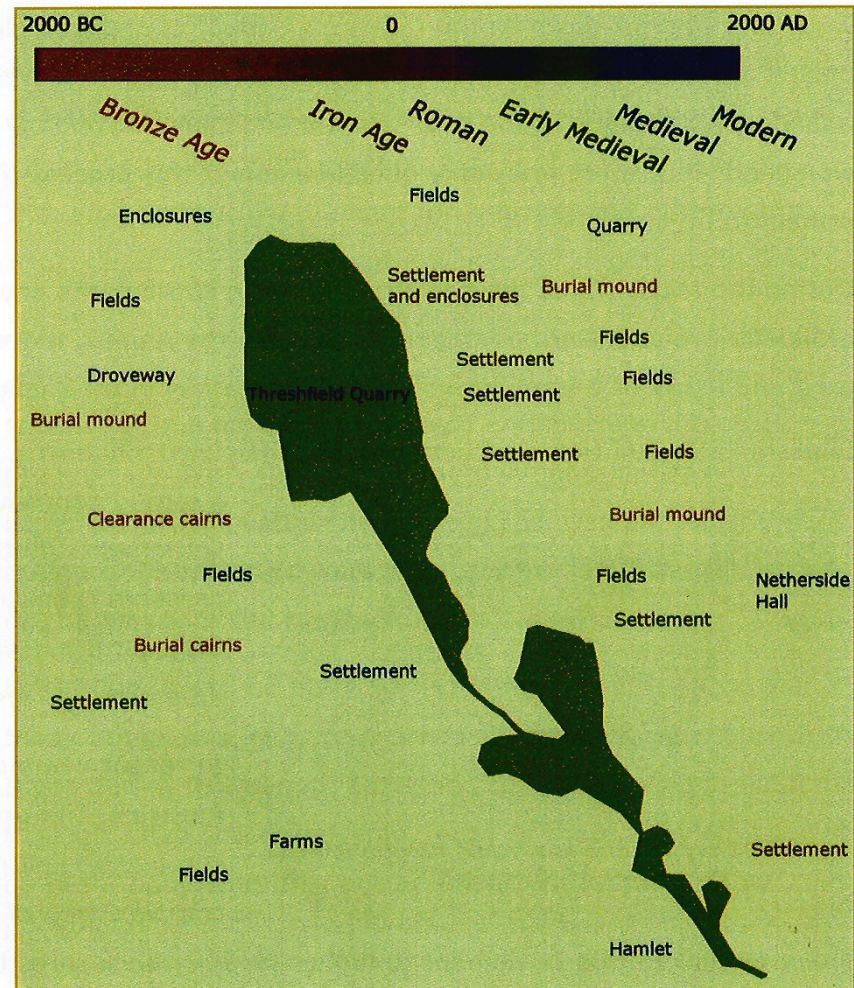 2000 BC 0 2000 AD
Bronze Age Iron Age Roman Early Medieval Medieval Modern
Fields
Enclosures
Quarry
Settlement
and enclosures
Burial mound
Fields
Fields
Settlement
Droveway
Fields
Threshfield Quarry
Settlement
Burial mound
Settlement
Fields
Clearance cairns
Burial mound
Fields
Fields
Netherside
Hall
Settlement
Burial cairns
Settlement
Settlement
Farms
Settlement
Fields
Hamlet